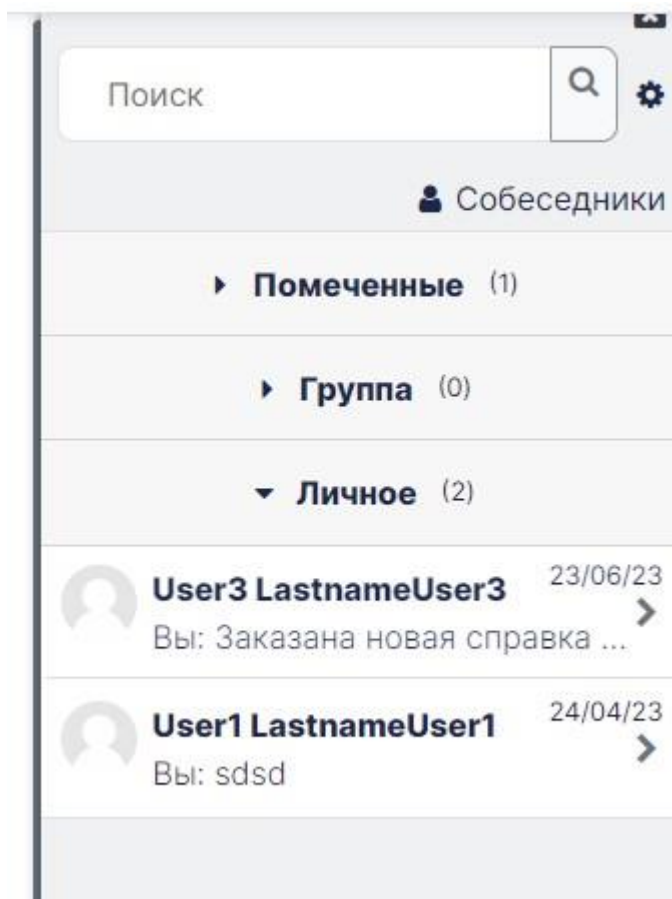 Поиск
Собеседники
Помеченные (1)
Группа (0)
Личное (2)
User3 LastnameUser3 23/06/23
Вы: Заказана новая справка ...
User1 LastnameUser1 24/04/23
Вы: sdsd